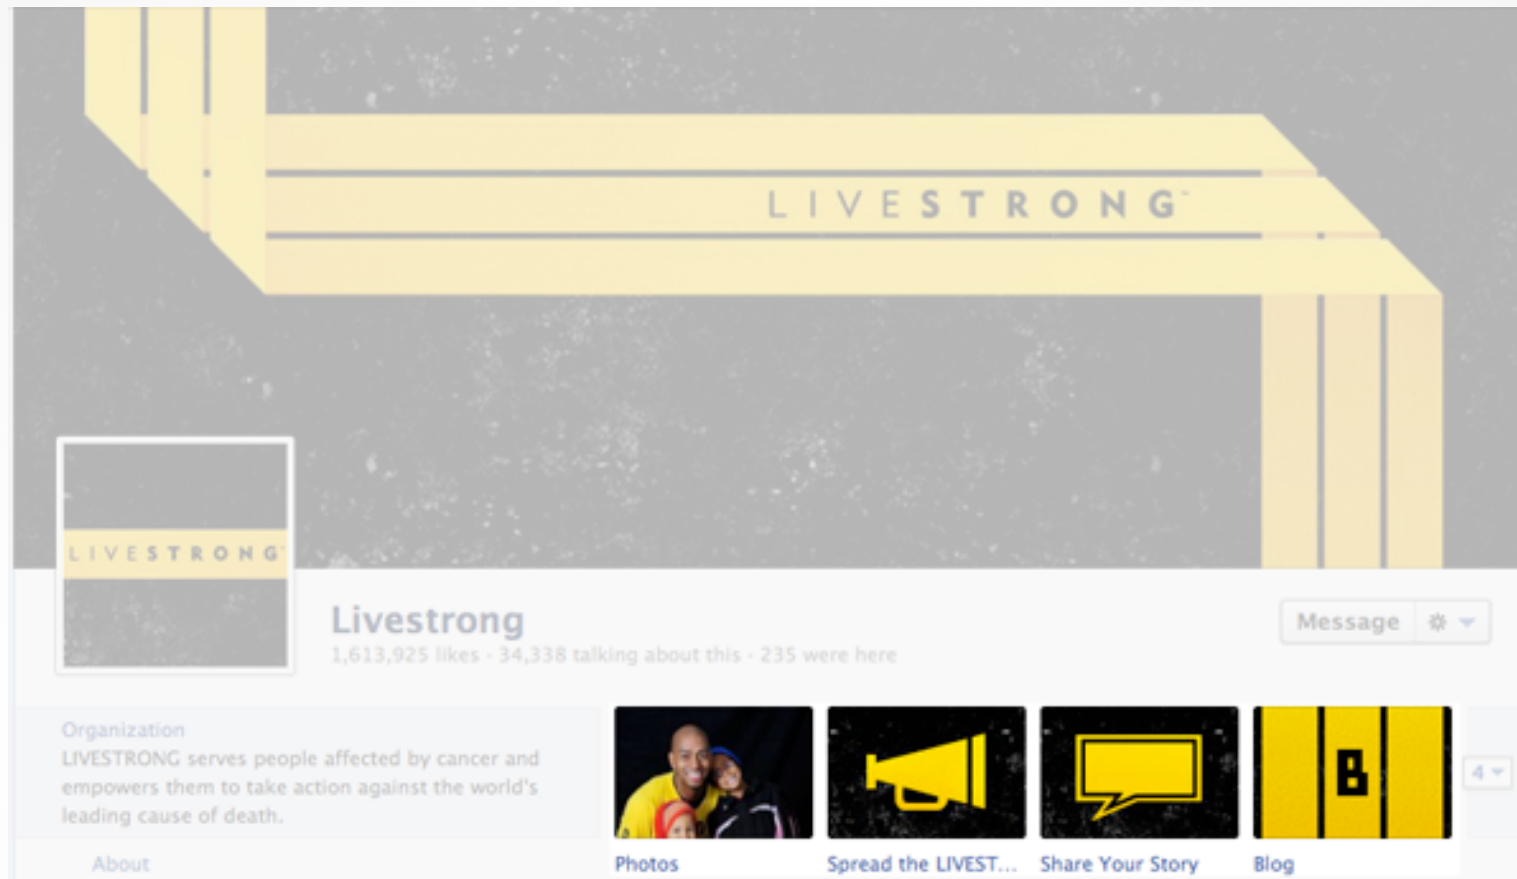 LIVESTRONG™
LIVESTRONG™
Livestrong
1,613,925 likes · 34,338 talking about this · 235 were here
Message
Organization
LIVESTRONG serves people affected by cancer and
empowers them to take action against the world's
leading cause of death.
About
B
4
Photos
Spread the LIVEST...
Share Your Story
Blog